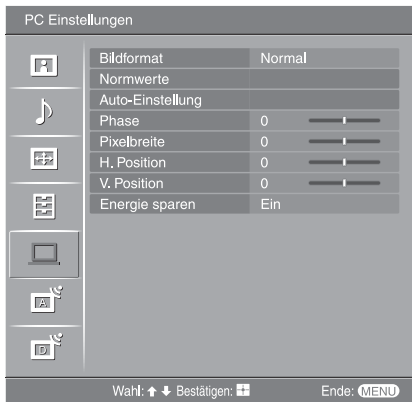 PC Einstellungen
Bildformat Normal
Normwerte
Auto-Einstellung
Phase 0
Pixelbreite 0
H. Position 0
V. Position 0
Energie sparen Ein
A
D
Wahl: ↑ ↓ Bestätigen: Ende: MENU